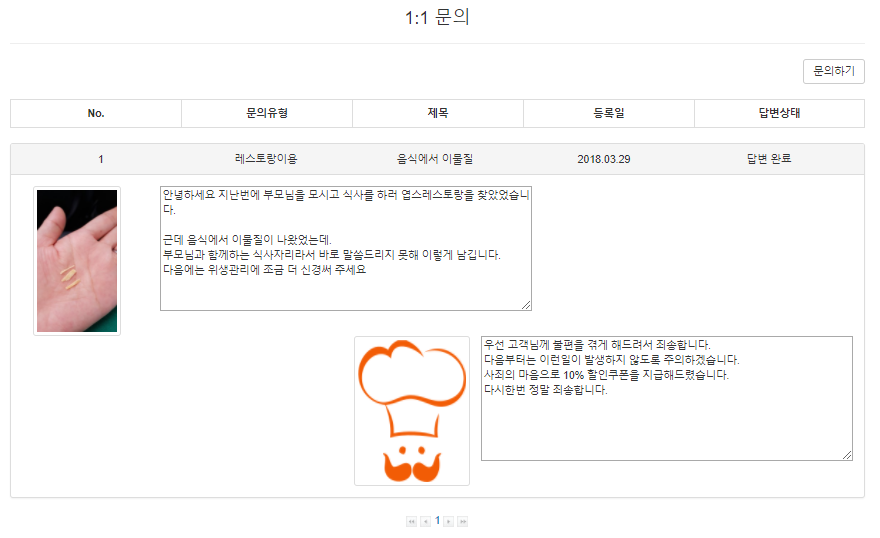 1:1 문의
문의하기
No. 문의유형 제목 등록일 답변상태
1 레스토랑이용 음식에서 이물질 2018.03.29 답변 완료
안녕하세요 지난번에 부모님을 모시고 식사를 하러 엽스레스토랑을 찾았었습니
다.
근데 음식에서 이물질이 나왔었는데.
부모님과 함께하는 식사자리라서 바로 말씀드리지 못해 이렇게 남깁니다.
다음에는 위생관리에 조금 더 신경써 주세요
우선 고객님께 불편을 겪게 해드려서 죄송합니다.
다음부터는 이런일이 발생하지 않도록 주의하겠습니다.
사죄의 마음으로 10% 할인쿠폰을 지급해드렸습니다.
다시한번 정말 죄송합니다.
1